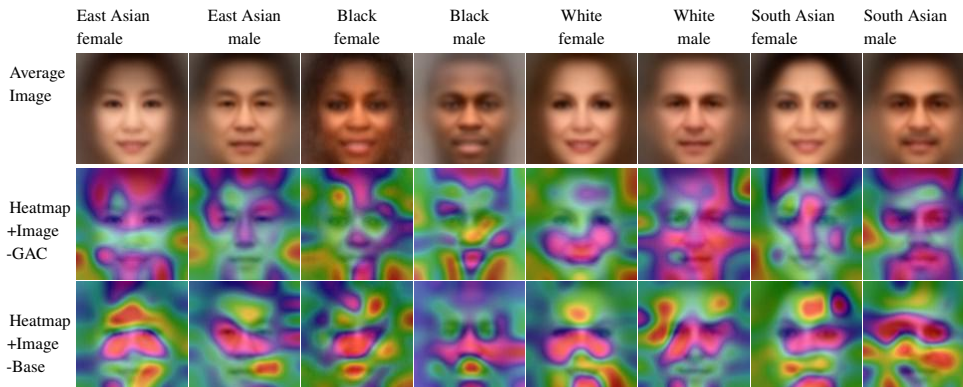 East Asian female
East Asian male
Black female
Black male
White female
White male
South Asian female
South Asian male
Average Image
Heatmap +Image -GAC
Heatmap +Image -Base